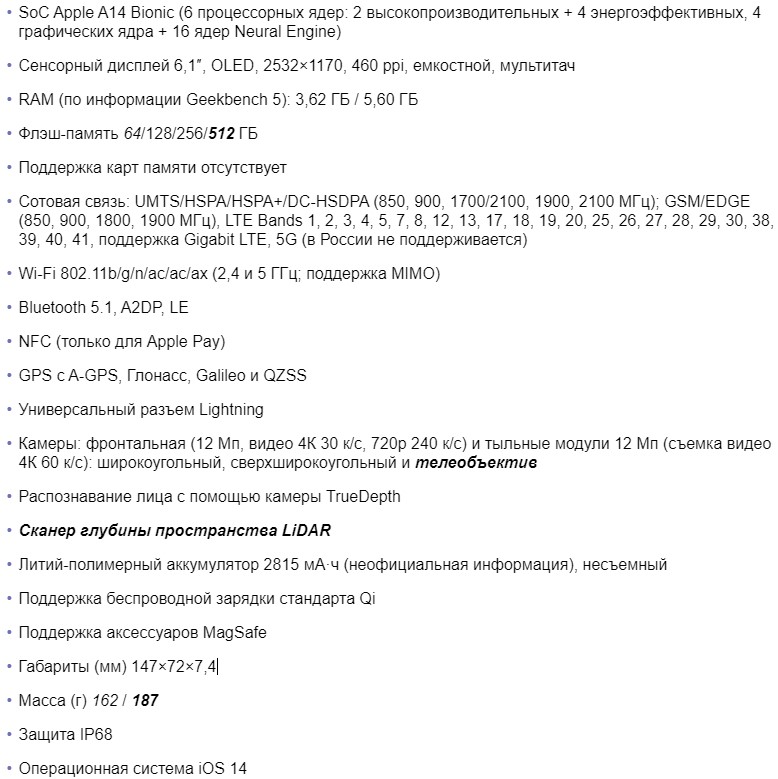 • SoC Apple A14 Bionic (6 процессорных ядер: 2 высокопроизводительных + 4 энергоэффективных, 4
графических ядра + 16 ядер Neural Engine)
• Сенсорный дисплей 6,1″, OLED, 2532×1170, 460 ppi, емкостной, мультитач
• RAM (по информации Geekbench 5): 3,62 ГБ / 5,60 ГБ
• Флэш-память 64/128/256/512 ГБ
• Поддержка карт памяти отсутствует
• Сотовая связь: UMTS/HSPA/HSPA+/DC-HSDPA (850, 900, 1700/2100, 1900, 2100 МГц); GSM/EDGE
(850, 900, 1800, 1900 МГц), LTE Bands 1, 2, 3, 4, 5, 7, 8, 12, 13, 17, 18, 19, 20, 25, 26, 27, 28, 29, 30, 38,
39, 40, 41, поддержка Gigabit LTE, 5G (в России не поддерживается)
• Wi-Fi 802.11b/g/n/ac/ac/ax (2,4 и 5 ГГц; поддержка MIMO)
• Bluetooth 5.1, A2DP, LE
• NFC (только для Apple Pay)
• GPS с A-GPS, Глонасс, Galileo и QZSS
• Универсальный разъем Lightning
• Камеры: фронтальная (12 Мп, видео 4К 30 к/с, 720p 240 к/с) и тыльные модули 12 Мп (съемка видео
4К 60 к/с): широкоугольный, сверхширокоугольный и телеобъектив
• Распознавание лица с помощью камеры TrueDepth
• Сканер глубины пространства LiDAR
• Литий-полимерный аккумулятор 2815 мА·ч (неофициальная информация), несъемный
• Поддержка беспроводной зарядки стандарта Qi
• Поддержка аксессуаров MagSafe
• Габариты (мм) 147×72×7,4
• Масса (г) 162 / 187
• Защита IP68
• Операционная система iOS 14